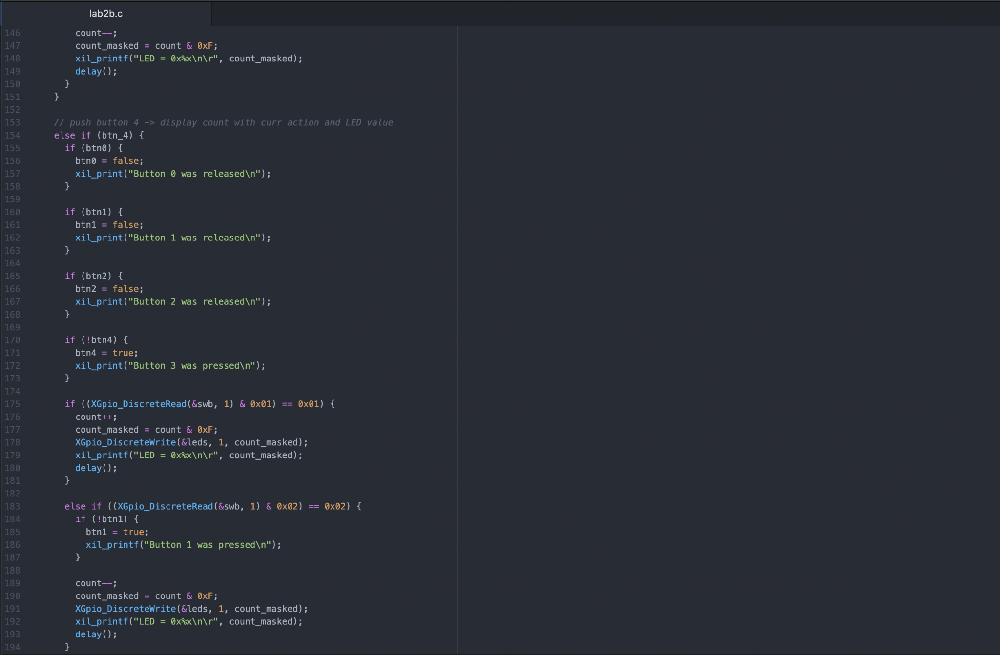 lab2b.c
146 count--;
147 count_masked = count & 0xF;
148 xil_printf("LED = 0x%x\n\r", count_masked);
149 delay();
150 }
151 }
152
153 // push button 4 -> display count with curr action and LED value
154 else if (btn_4) {
155 if (btn0) {
156 btn0 = false;
157 xil_print("Button 0 was released\n");
158 }
159
160 if (btn1) {
161 btn1 = false;
162 xil_print("Button 1 was released\n");
163 }
164
165 if (btn2) {
166 btn2 = false;
167 xil_print("Button 2 was released\n");
168 }
169
170 if (!btn4) {
171 btn4 = true;
172 xil_print("Button 3 was pressed\n");
173 }
174
175 if ((XGpio_DiscreteRead(&swb, 1) & 0x01) == 0x01) {
176 count++;
177 count_masked = count & 0xF;
178 XGpio_DiscreteWrite(&leds, 1, count_masked);
179 xil_printf("LED = 0x%x\n\r", count_masked);
180 delay();
181 }
182
183 else if ((XGpio_DiscreteRead(&swb, 1) & 0x02) == 0x02) {
184 if (!btn1) {
185 btn1 = true;
186 xil_printf("Button 1 was pressed\n");
187 }
188
189 count--;
190 count_masked = count & 0xF;
191 XGpio_DiscreteWrite(&leds, 1, count_masked);
192 xil_printf("LED = 0x%x\n\r", count_masked);
193 delay();
194 }